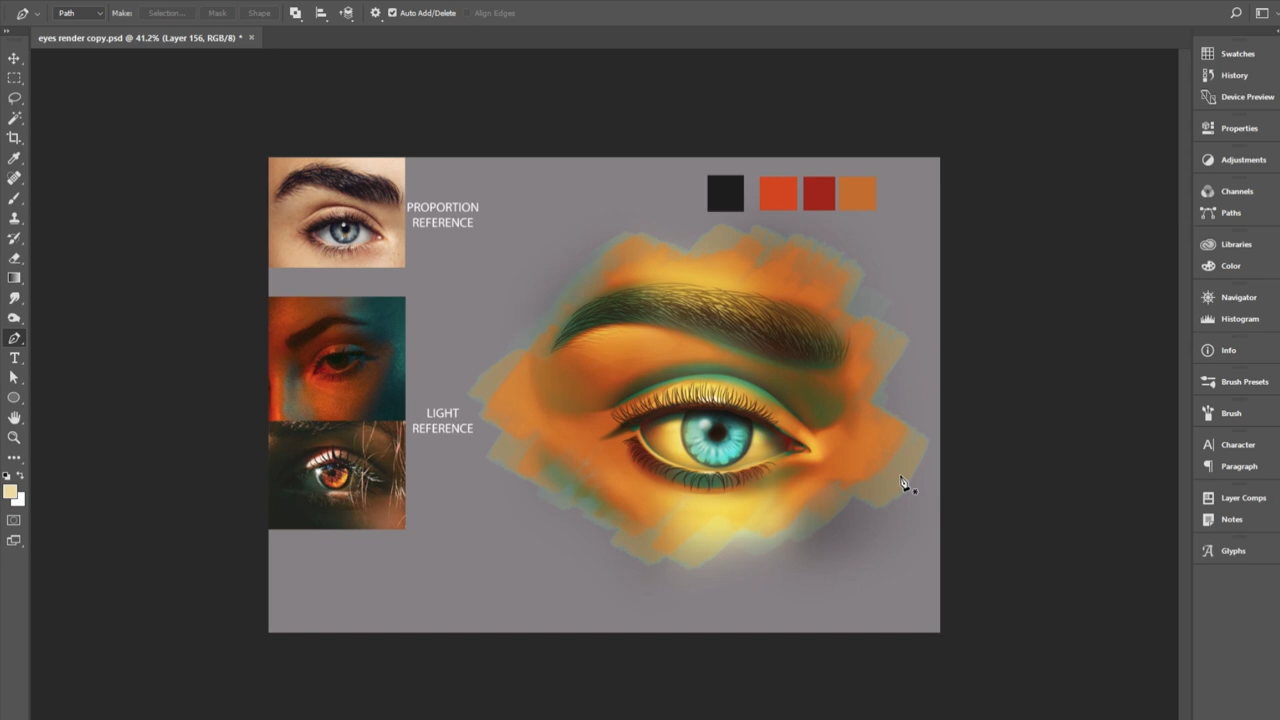 Path Make: Selection... Mask Shape Auto Add/Delete Align Edges
eyes render copy.psd @ 41.2% (Layer 156, RGB/8) *
PROPORTION
REFERENCE
LIGHT
REFERENCE
Swatches
History
Device Preview
Properties
Adjustments
Channels
Paths
Libraries
Color
Navigator
Histogram
Info
Brush Presets
Brush
Character
Paragraph
Layer Comps
Notes
Glyphs